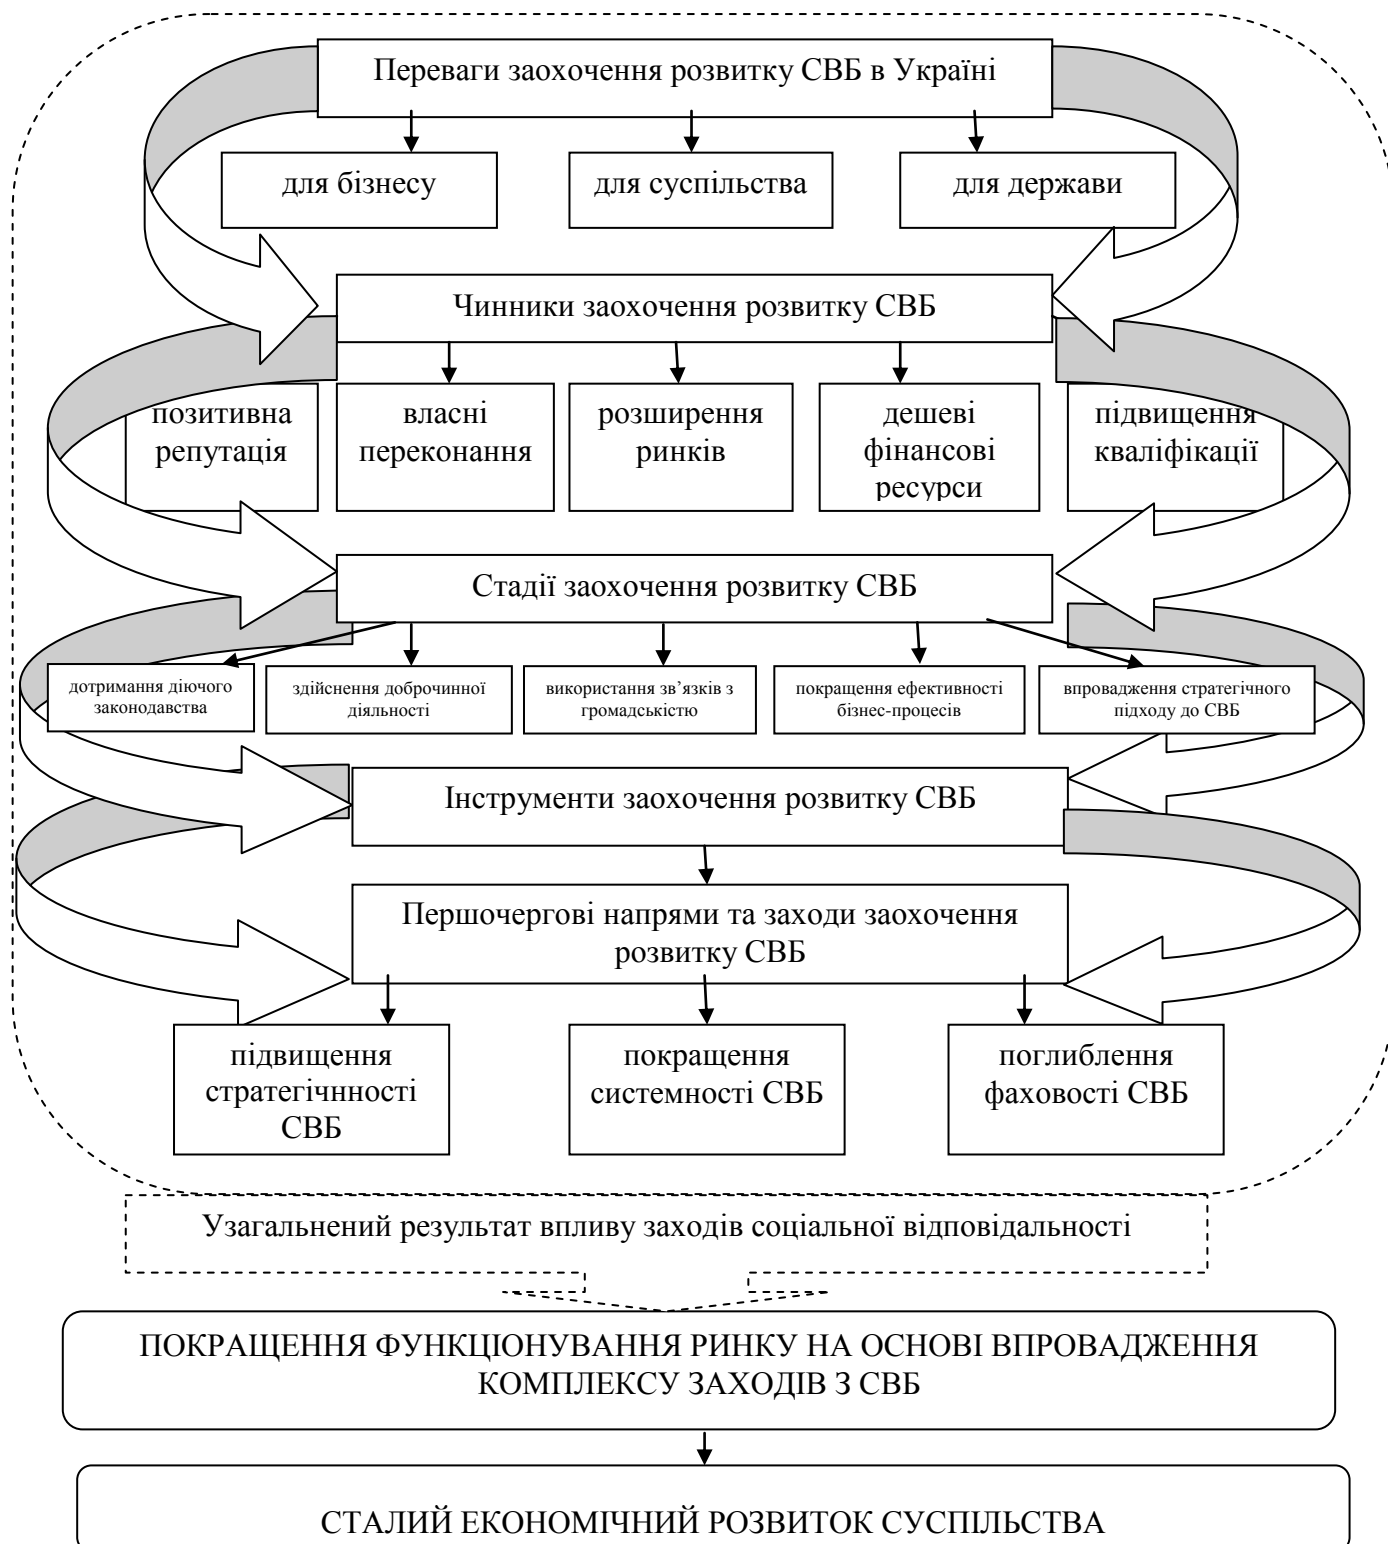 Переваги заохочення розвитку СВБ в Україні
для бізнесу
для суспільства
для держави
Чинники заохочення розвитку СВБ
позитивна
репутація
власні
переконання
розширення
ринків
дешеві
фінансові
ресурси
підвищення
кваліфікації
Стадії заохочення розвитку СВБ
дотримання діючого
законодавства
здійснення доброчинної
діяльності
використання зв’язків з
громадськістю
покращення ефективності
бізнес-процесів
впровадження стратегічного
підходу до СВБ
Інструменти заохочення розвитку СВБ
Першочергові напрями та заходи заохочення
розвитку СВБ
підвищення
стратегічнності
СВБ
покращення
системності СВБ
поглиблення
фаховості СВБ
Узагальнений результат впливу заходів соціальної відповідальності
ПОКРАЩЕННЯ ФУНКЦІОНУВАННЯ РИНКУ НА ОСНОВІ ВПРОВАДЖЕННЯ
КОМПЛЕКСУ ЗАХОДІВ З СВБ
СТАЛИЙ ЕКОНОМІЧНИЙ РОЗВИТОК СУСПІЛЬСТВА